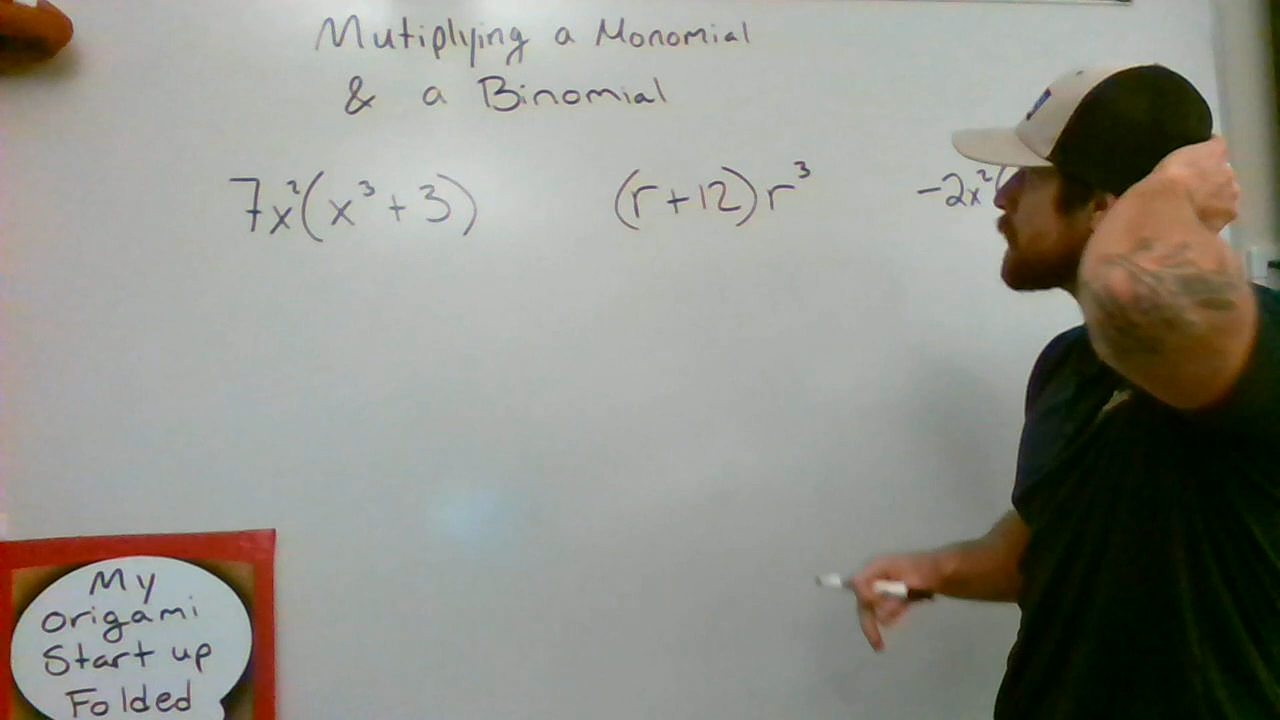 Mutiplying a Monomial
& a Binomial
7x²(x³+3) (r+12)r³ -2x²(
My
origami
Start up
Folded